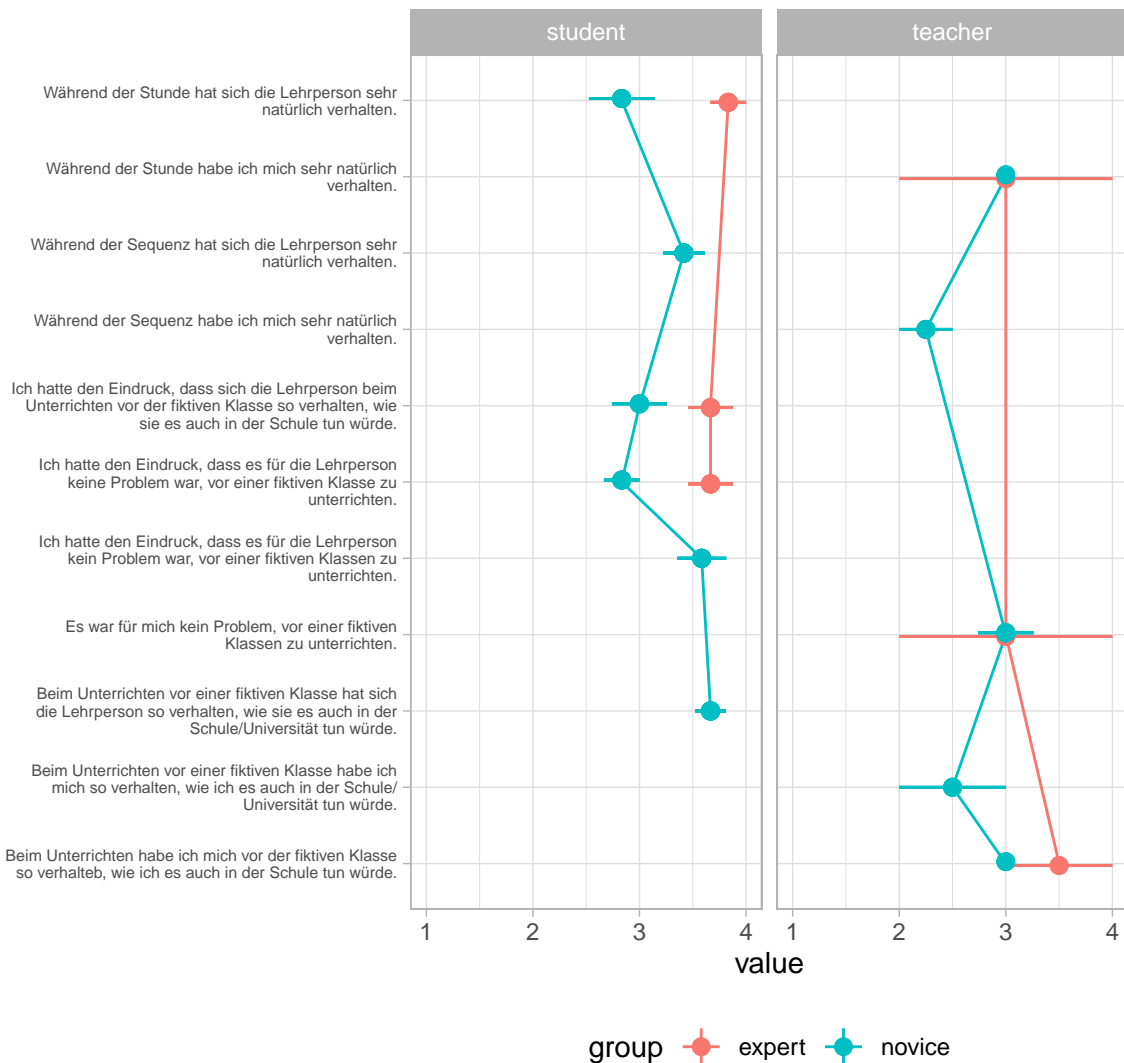 student
teacher
Während der Stunde hat sich die Lehrperson sehr
natürlich verhalten.
Während der Stunde habe ich mich sehr natürlich
verhalten.
Während der Sequenz hat sich die Lehrperson sehr
natürlich verhalten.
Während der Sequenz habe ich mich sehr natürlich
verhalten.
Ich hatte den Eindruck, dass sich die Lehrperson beim
Unterrichten vor der fiktiven Klasse so verhalten, wie
sie es auch in der Schule tun würde.
Ich hatte den Eindruck, dass es für die Lehrperson
keine Problem war, vor einer fiktiven Klasse zu
unterrichten.
Ich hatte den Eindruck, dass es für die Lehrperson
kein Problem war, vor einer fiktiven Klassen zu
unterrichten.
Es war für mich kein Problem, vor einer fiktiven
Klassen zu unterrichten.
Beim Unterrichten vor einer fiktiven Klasse hat sich
die Lehrperson so verhalten, wie sie es auch in der
Schule/Universität tun würde.
Beim Unterrichten vor einer fiktiven Klasse habe ich
mich so verhalten, wie ich es auch in der Schule/
Universität tun würde.
Beim Unterrichten habe ich mich vor der fiktiven Klasse
so verhalteb, wie ich es auch in der Schule tun würde.
1 2 3 4
1 2 3 4
value
group expert novice